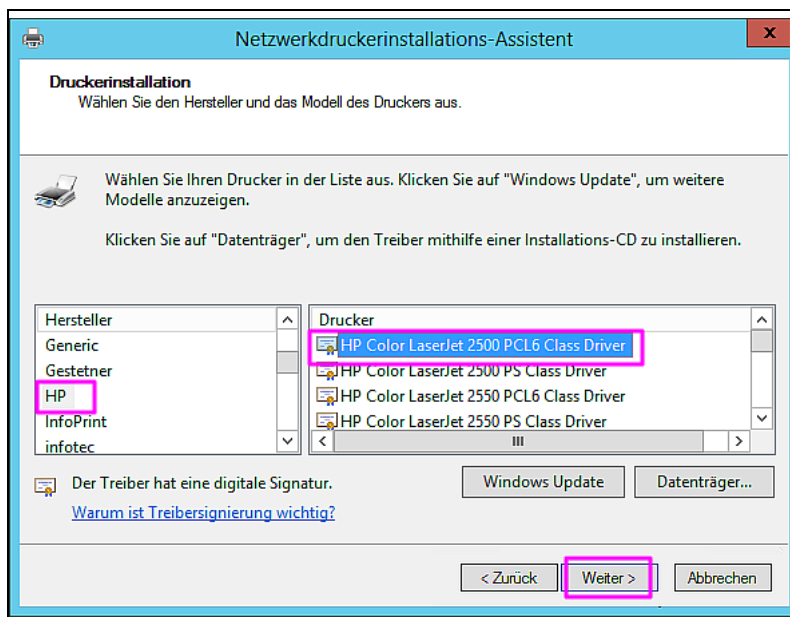 Netzwerkdruckerinstallations-Assistent
x
Druckerinstallation
Wählen Sie den Hersteller und das Modell des Druckers aus.
Wählen Sie Ihren Drucker in der Liste aus. Klicken Sie auf "Windows Update", um weitere
Modelle anzuzeigen.
Klicken Sie auf "Datenträger", um den Treiber mithilfe einer Installations-CD zu installieren.
Hersteller
Generic
Gestetner
HP
InfoPrint
infotec
Drucker
HP Color LaserJet 2500 PCL6 Class Driver
HP Color LaserJet 2500 PS Class Driver
HP Color LaserJet 2550 PCL6 Class Driver
HP Color LaserJet 2550 PS Class Driver
Der Treiber hat eine digitale Signatur.
Warum ist Treibersignierung wichtig?
Windows Update
Datenträger...
< Zurück
Weiter >
Abbrechen